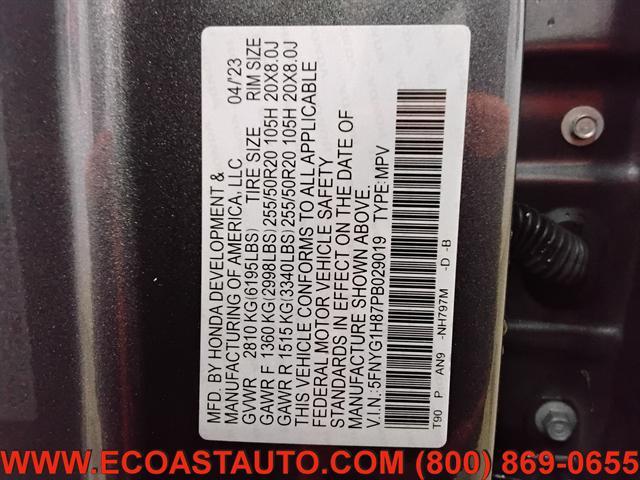 MFD. BY HONDA DEVELOPMENT &
MANUFACTURING OF AMERICA, LLC 04/'23
GVWR 2810 KG(6195LBS) TIRE SIZE RIM SIZE
GAWR F 1360 KG(2998LBS)255/50R20 105H 20X8.0J
GAWR R 1515 KG(3340LBS)255/50R20 105H 20X8.0J
THIS VEHICLE CONFORMS TO ALL APPLICABLE
FEDERAL MOTOR VEHICLE SAFETY
STANDARDS IN EFFECT ON THE DATE OF
MANUFACTURE SHOWN ABOVE.
V.I.N.:5FNYG1H87PB029019 TYPE:MPV
T90 P AN9 -NH797M -D -B
WWW.ECOASTAUTO.COM (800) 869-0655